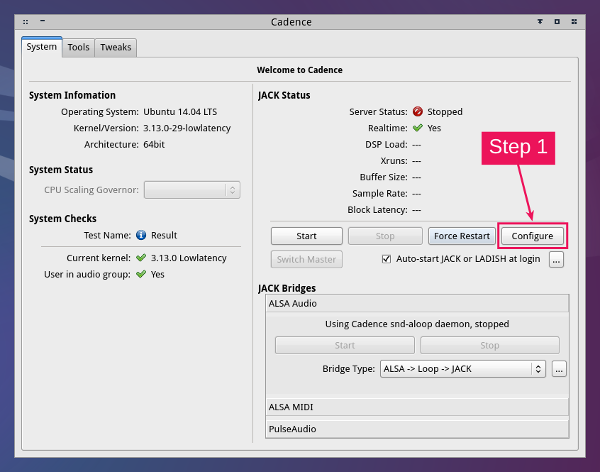 Cadence
System Tools Tweaks
Welcome to Cadence
System Infomation
Operating System: Ubuntu 14.04 LTS
Kernel/Version: 3.13.0-29-lowlatency
Architecture: 64bit
System Status
CPU Scaling Governor:
System Checks
Test Name: Result
Current kernel: 3.13.0 Lowlatency
User in audio group: Yes
JACK Status
Server Status: Stopped
Realtime: Yes
DSP Load: ---
Xruns: ---
Buffer Size: ---
Sample Rate: ---
Block Latency: ---
Step 1
Start Stop Force Restart Configure
Switch Master Auto-start JACK or LADISH at login ...
JACK Bridges
ALSA Audio
Using Cadence snd-aloop daemon, stopped
Start Stop
Bridge Type: ALSA -> Loop -> JACK ...
ALSA MIDI
PulseAudio